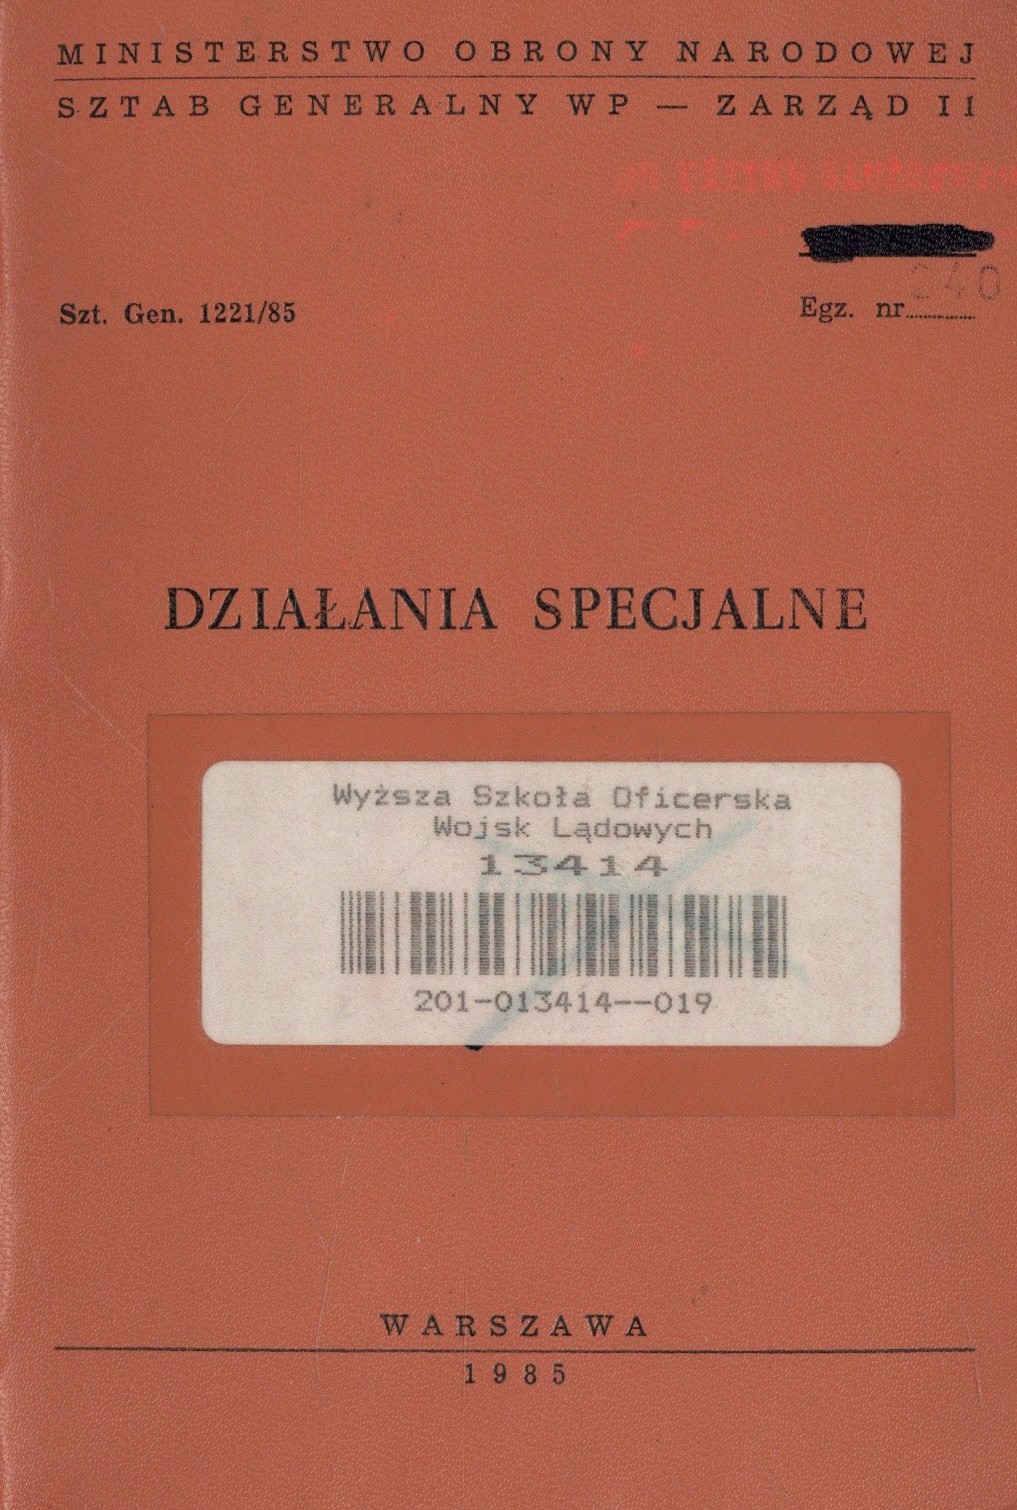 MINISTERSTWO OBRONY NARODOWEJ
SZTAB GENERALNY WP — ZARZĄD II
Szt. Gen. 1221/85
Egz. nr 040
DZIAŁANIA SPECJALNE
Wyższa Szkoła Oficerska
Wojsk Lądowych
13414
201-013414--019
WARSZAWA
1985